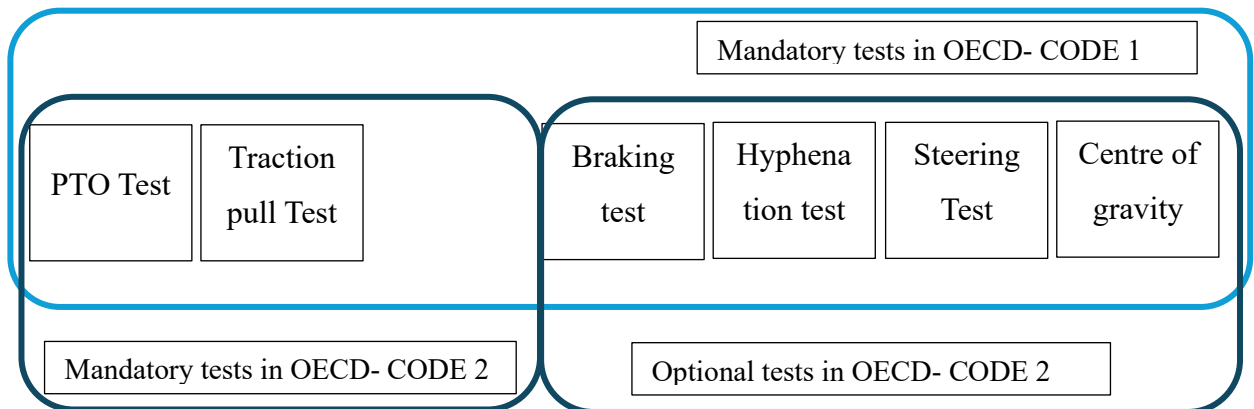 Mandatory tests in OECD- CODE 1
PTO Test
Traction
pull Test
Braking
test
Hyphena
tion test
Steering
Test
Centre of
gravity
Mandatory tests in OECD- CODE 2
Optional tests in OECD- CODE 2